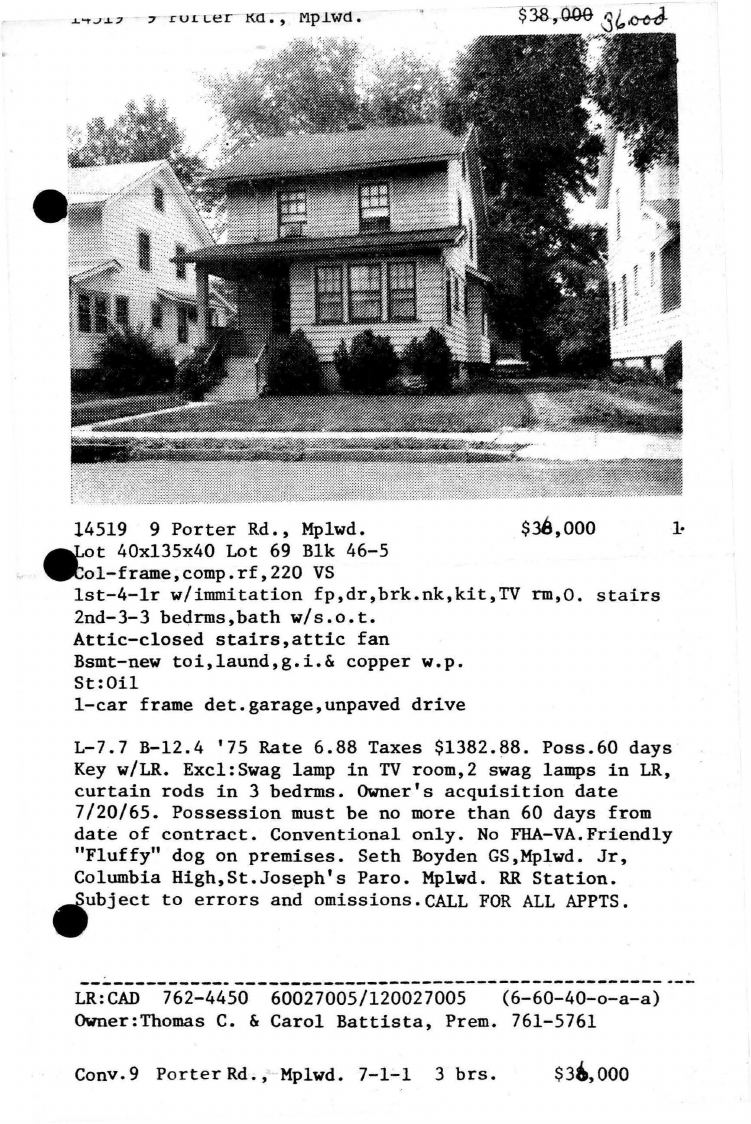 14519 9 Porter Rd., Mplwd. $38,000 36000
14519 9 Porter Rd., Mplwd. $36,000 1.
Lot 40x135x40 Lot 69 Blk 46-5
Col-frame,comp.rf,220 VS
1st-4-1r w/immitation fp,dr,brk.nk,kit,TV rm,O. stairs
2nd-3-3 bedrms,bath w/s.o.t.
Attic-closed stairs,attic fan
Bsmt-new toi,laund,g.i.& copper w.p.
St:Oil
1-car frame det.garage,unpaved drive
L-7.7 B-12.4 '75 Rate 6.88 Taxes $1382.88. Poss.60 days
Key w/LR. Excl:Swag lamp in TV room,2 swag lamps in LR,
curtain rods in 3 bedrms. Owner's acquisition date
7/20/65. Possession must be no more than 60 days from
date of contract. Conventional only. No FHA-VA.Friendly
"Fluffy" dog on premises. Seth Boyden GS,Mplwd. Jr,
Columbia High,St.Joseph's Paro. Mplwd. RR Station.
Subject to errors and omissions.CALL FOR ALL APPTS.
LR:CAD 762-4450 60027005/120027005 (6-60-40-o-a-a)
Owner:Thomas C. & Carol Battista, Prem. 761-5761
Conv.9 Porter Rd., Mplwd. 7-1-1 3 brs. $36,000